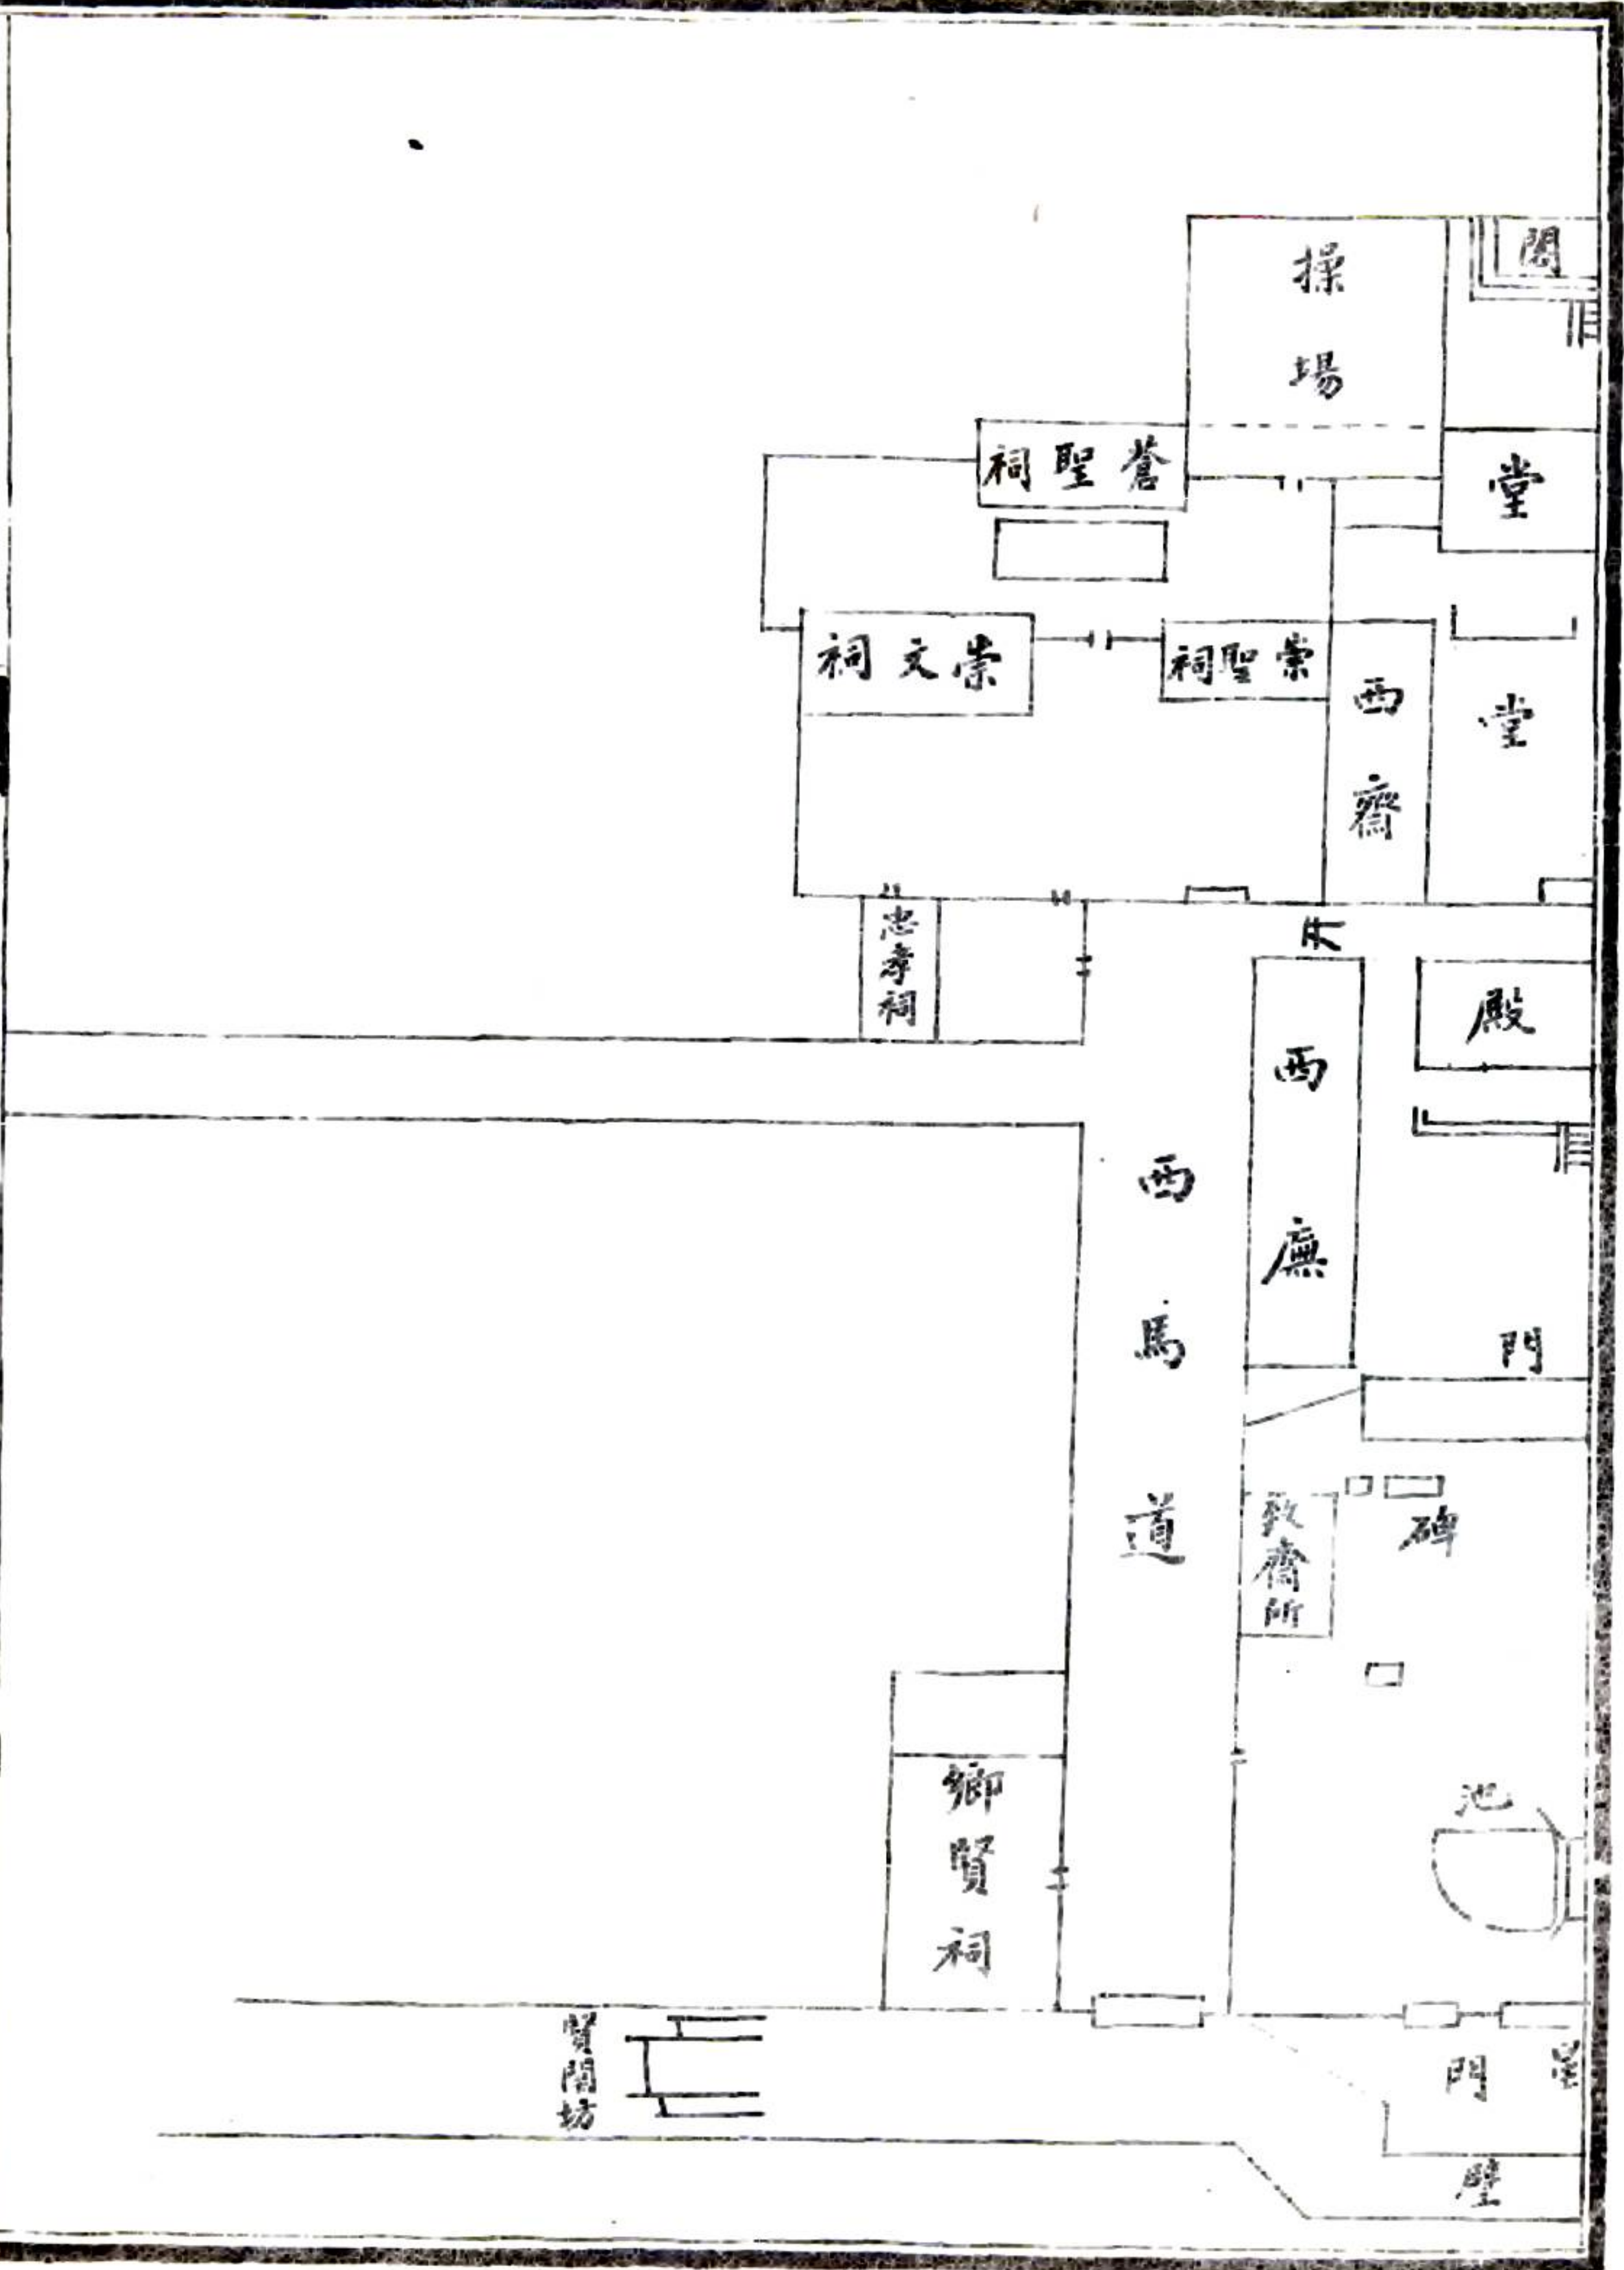 閣
操場
堂
祠聖蒼
祠文崇
祠聖崇
西齋
堂
忠孝祠
殿
西廡
西馬道
門
碑
致齋所
池
鄉賢祠
賢關坊
星
門
壁